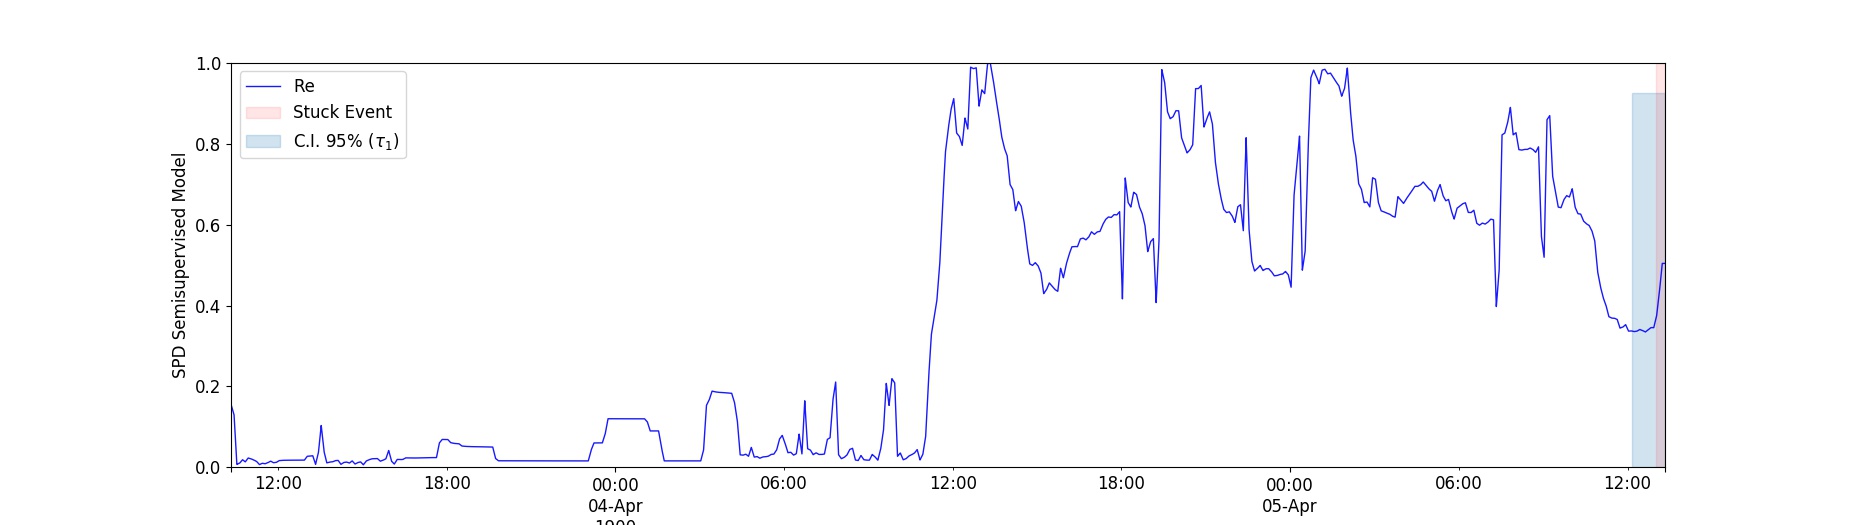 Re
Stuck Event
C.I. 95% (τ₁)
SPD Semisupervised Model
1.0
0.8
0.6
0.4
0.2
0.0
12:00 18:00 00:00 06:00 12:00 18:00 00:00 06:00 12:00
04-Apr 05-Apr
1900